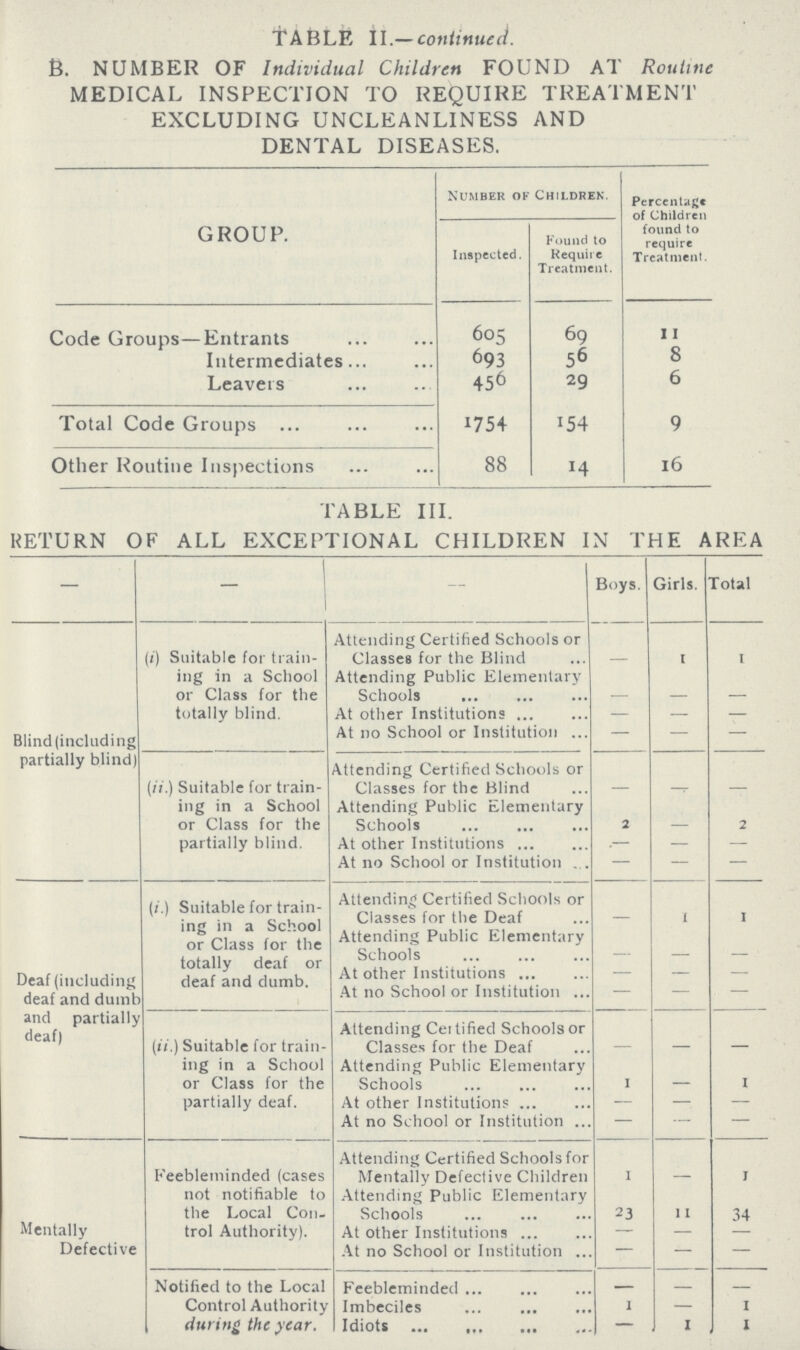 TABLE II.—continued.
B. NUMBER OF Individual Children FOUND AT Routine
MEDICAL INSPECTION TO REQUIRE TREATMENT
EXCLUDING UNCLEANLINESS AND
DENTAL DISEASES.
GROUP. Number of Children. Percentage of Children found to require Treatment.
Inspected. Found to Require Treatment.
Code Groups—Entrants ... ... 605 69 11
Intermediates ... ... 693 56 8
Leavers ... ... 456 29 6
Total Code Groups ... ... ... 1754 154 9
Other Routine Inspections ... ... 88 14 16
TABLE III.
RETURN OF ALL EXCEPTIONAL CHILDREN IN THE AREA
— — — Boys. Girls. Total
Blind (including partially blind)
(i) Suitable for training in a School or Class for the totally blind.
Attending Certified Schools or
Classes for the Blind ... — 1 1
Attending Public Elementary
Schools ... ... ... — — —
At other Institutions ... ... — — —
At no School or Institution ... — — —
(ii.) Suitable for training in a School or Class for the partially blind.
Attending Certified Schools or
Classes for the Blind ... — — —
Attending Public Elementary
Schools ... ... ... 2 — 2
At other Institutions ... ... — — —
At no School or Institution ... — — —
Deaf (including deaf and dumb and partially deaf)
(i.) Suitable for training in a School or Class for the totally deaf or deaf and dumb.
Attending Certified Schools or
Classes for the Deaf ... — 1 1
Attending Public Elementary
Schools ... ... ... — — —
At other Institutions ... ... — — —
At no School or Institution ... — — —
(ii.) Suitable for training in a School or Class for the partially deaf.
Attending Certified Schools or
Classes for the Deaf ... — — —
Attending Public Elementary
Schools ... ... ... 1 — 1
At other Institutions ... ... — — —
At no School or Institution ... — — —
Mentally Defective
Feebleminded (cases not notifiable to the Local Control Authority).
Attending Certified Schools for
Mentally Defective Children 1 — 1
Attending Public Elementary
Schools ... ... ... 23 11 34
At other Institutions ... ... — — —
At no School or Institution ... — — —
Notified to the Local Control Authority during the year.
Feebleminded ... ... ... — — —
Imbeciles ... ... ... 1 — 1
Idiots ... ... ... ... — 1 1